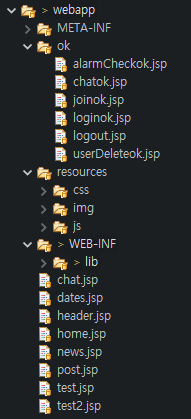 > webapp
META-INF
ok
alarmCheckok.jsp
chatok.jsp
joinok.jsp
loginok.jsp
logout.jsp
userDeleteok.jsp
resources
css
img
js
> WEB-INF
> lib
chat.jsp
dates.jsp
header.jsp
home.jsp
news.jsp
post.jsp
test.jsp
test2.jsp